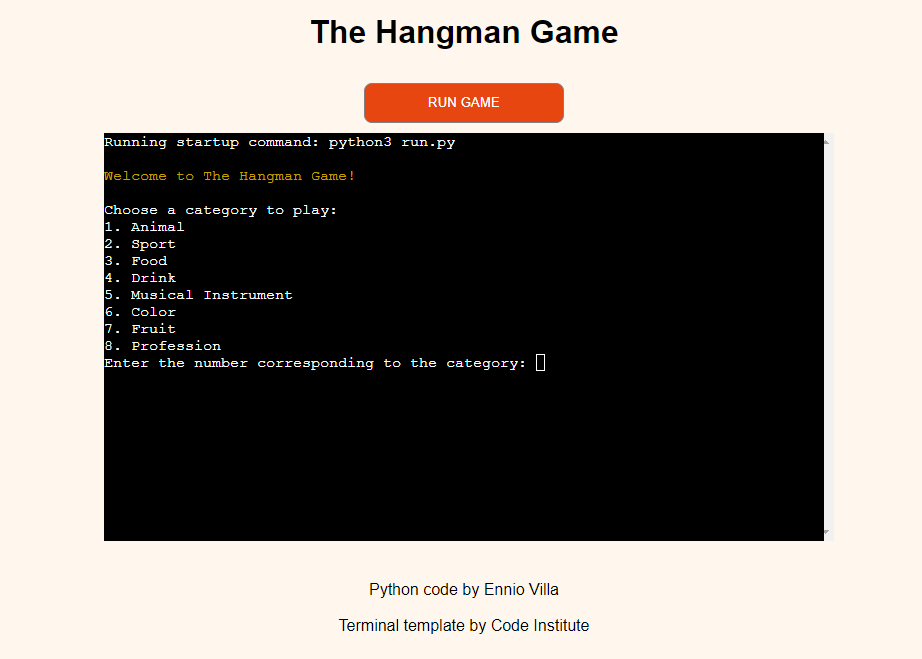 The Hangman Game
RUN GAME
Running startup command: python3 run.py
Welcome to The Hangman Game!
Choose a category to play:
1. Animal
2. Sport
3. Food
4. Drink
5. Musical Instrument
6. Color
7. Fruit
8. Profession
Enter the number corresponding to the category:
Python code by Ennio Villa
Terminal template by Code Institute